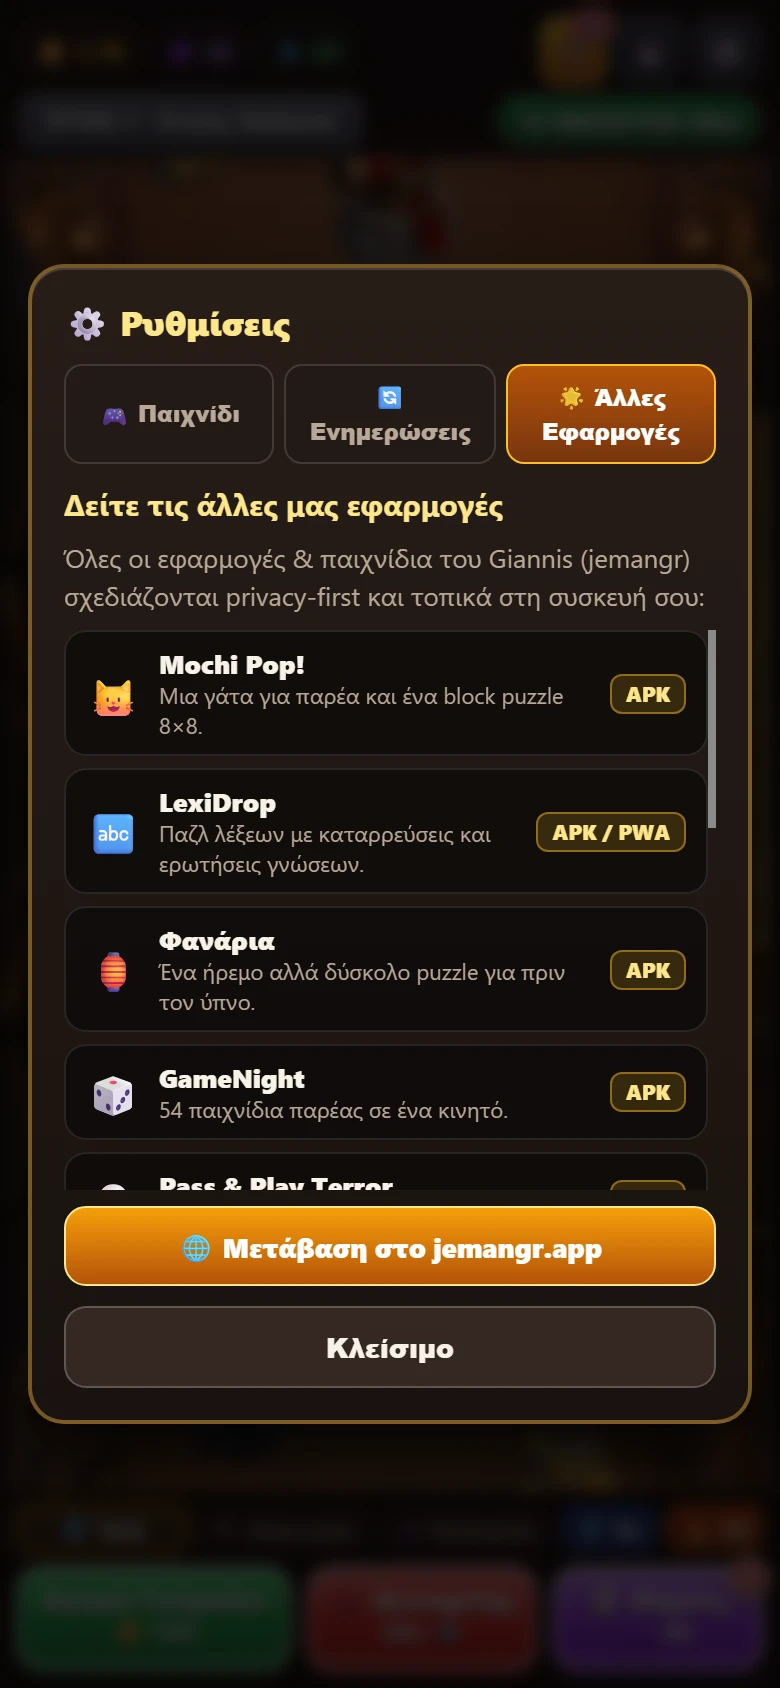 Ρυθμίσεις
Παιχνίδι
Ενημερώσεις
Άλλες
Εφαρμογές
Δείτε τις άλλες μας εφαρμογές
Όλες οι εφαρμογές & παιχνίδια του Giannis (jemangr)
σχεδιάζονται privacy-first και τοπικά στη συσκευή σου:
Mochi Pop!
Μια γάτα για παρέα και ένα block puzzle
8×8.
APK
LexiDrop
Παζλ λέξεων με καταρρεύσεις και
ερωτήσεις γνώσεων.
APK / PWA
Φανάρια
Ένα ήρεμο αλλά δύσκολο puzzle για πριν
τον ύπνο.
APK
GameNight
54 παιχνίδια παρέας σε ένα κινητό.
APK
Pass & Play Terror
Μετάβαση στο jemangr.app
Κλείσιμο